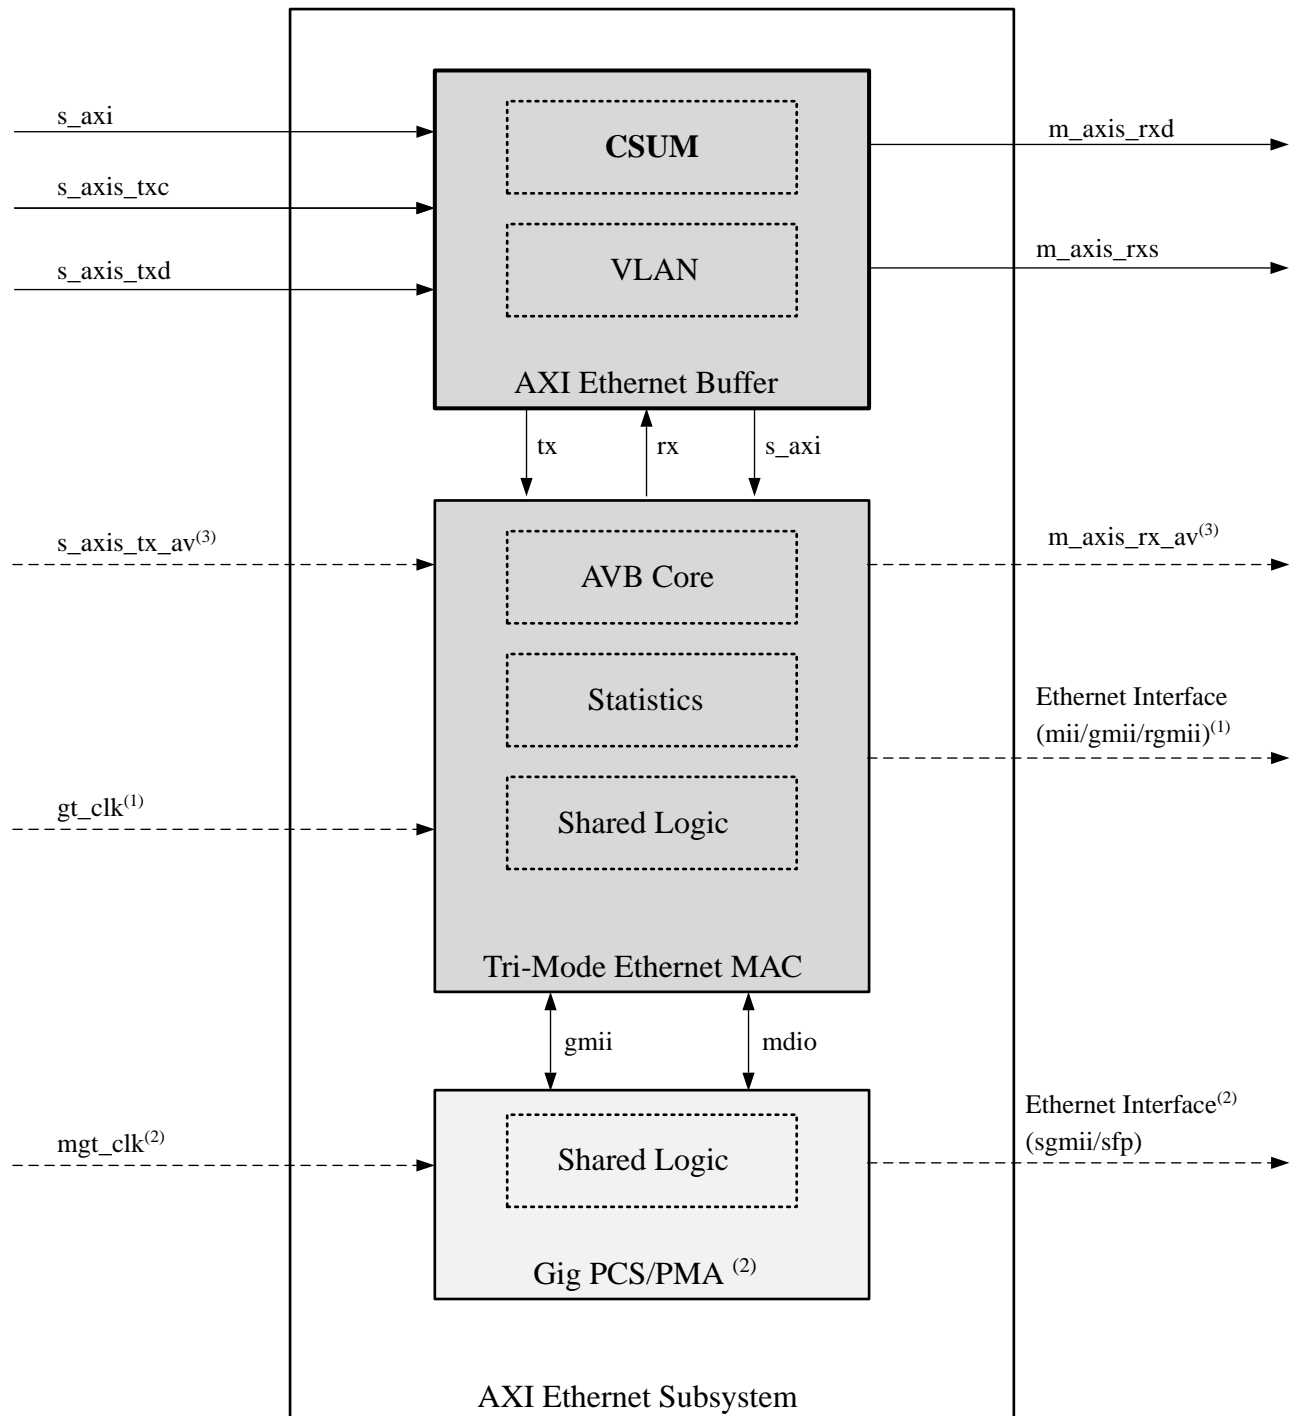 s_axi
CSUM
m_axis_rxd
s_axis_txc
VLAN
m_axis_rxs
s_axis_txd
AXI Ethernet Buffer
tx
rx
s_axi
s_axis_tx_av(3)
AVB Core
m_axis_rx_av(3)
Statistics
Ethernet Interface
(mii/gmii/rgmii)(1)
gt_clk(1)
Shared Logic
Tri-Mode Ethernet MAC
gmii
mdio
mgt_clk(2)
Shared Logic
Ethernet Interface(2)
(sgmii/sfp)
Gig PCS/PMA (2)
AXI Ethernet Subsystem